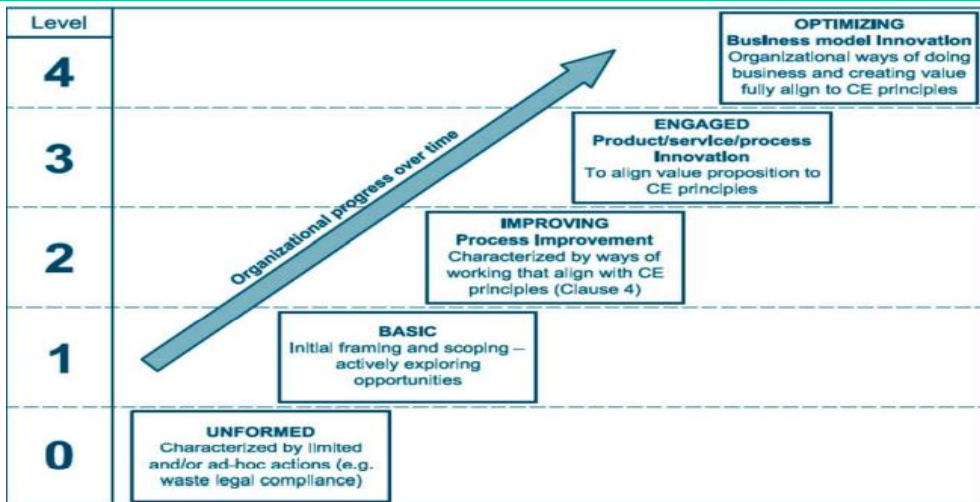 Level
4
OPTIMIZING
Business model Innovation
Organizational ways of doing
business and creating value
fully align to CE principles
3
ENGAGED
Product/service/process
Innovation
To align value proposition to
CE principles
Organizational progress over time
2
IMPROVING
Process Improvement
Characterized by ways of
working that align with CE
principles (Clause 4)
1
BASIC
Initial framing and scoping —
actively exploring
opportunities
0
UNFORMED
Characterized by limited
and/or ad-hoc actions (e.g.
waste legal compliance)